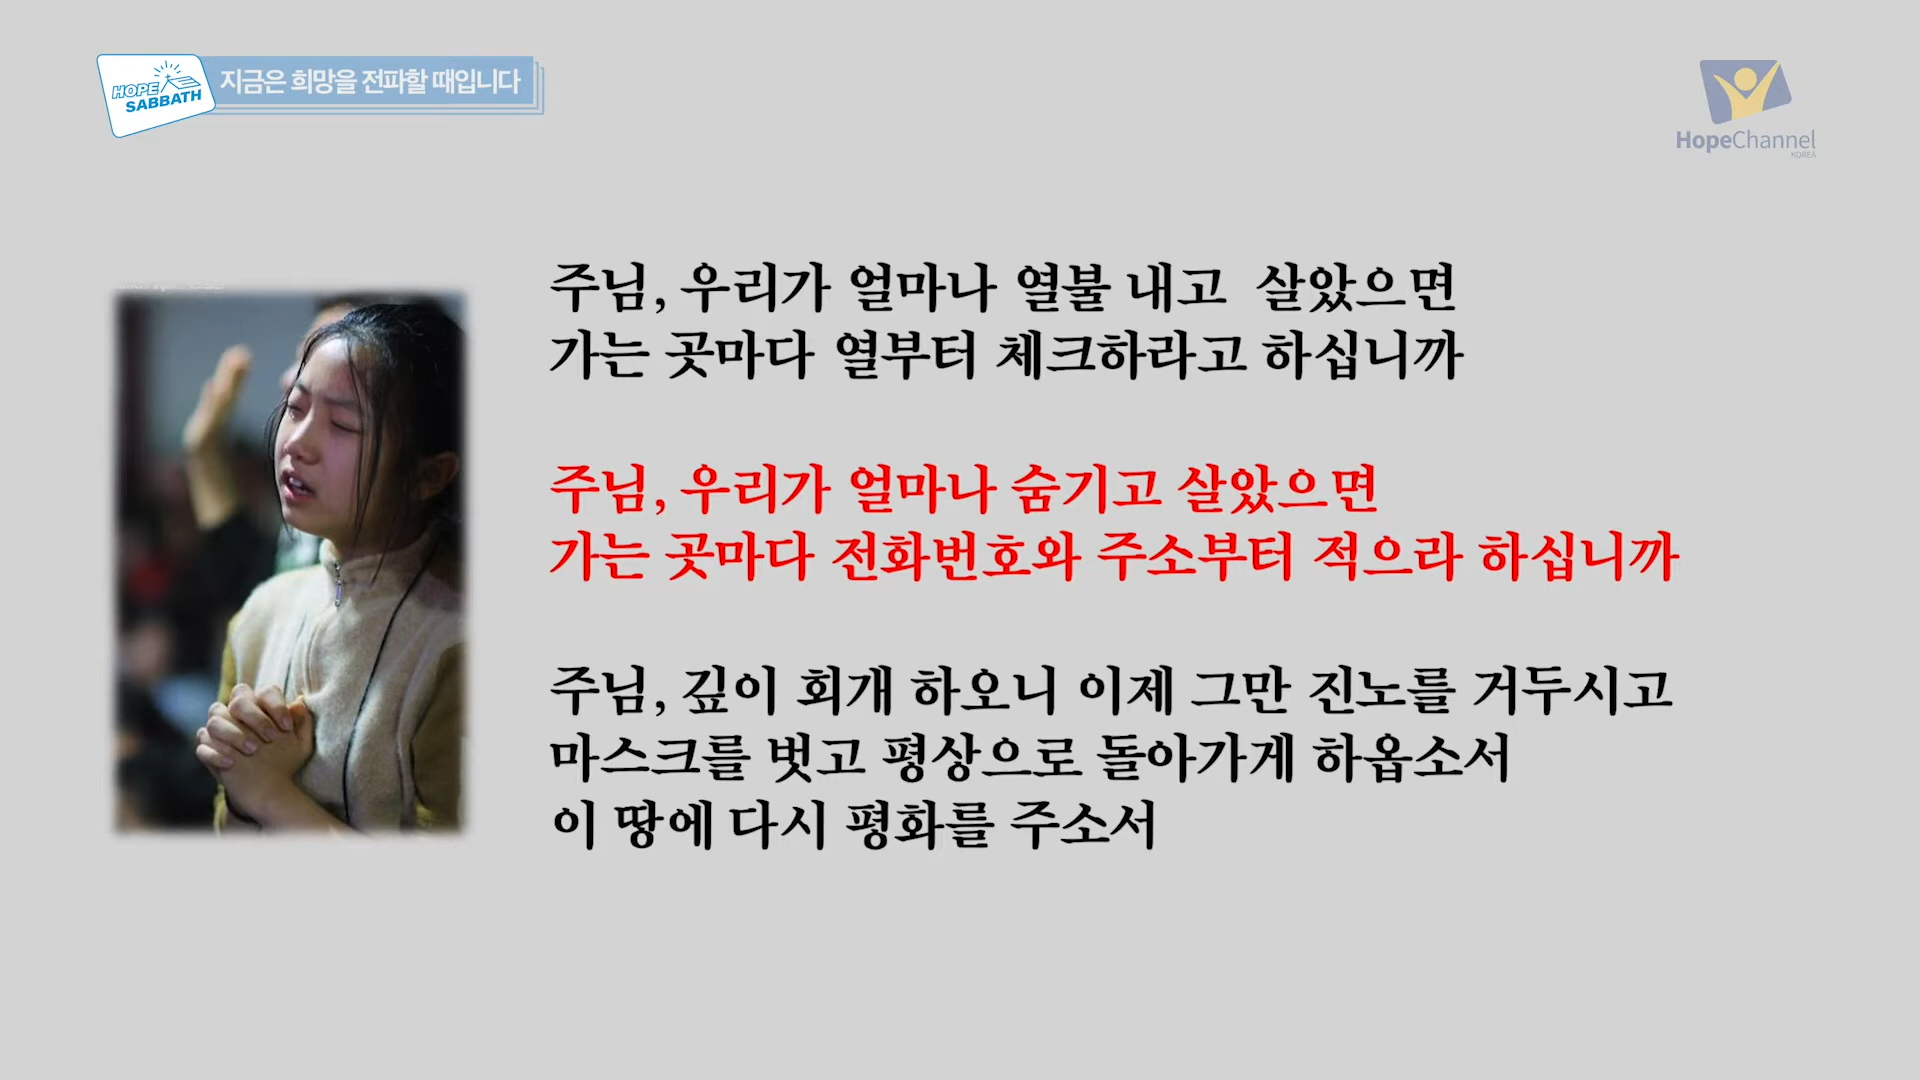 HOPE
SABBATH
지금은 희망을 전파할 때입니다
HopeChannel
KOREA
주님, 우리가 얼마나 열불 내고 살았으면
가는 곳마다 열부터 체크하라고 하십니까
주님, 우리가 얼마나 숨기고 살았으면
가는 곳마다 전화번호와 주소부터 적으라 하십니까
주님, 깊이 회개 하오니 이제 그만 진노를 거두시고
마스크를 벗고 평상으로 돌아가게 하옵소서
이 땅에 다시 평화를 주소서